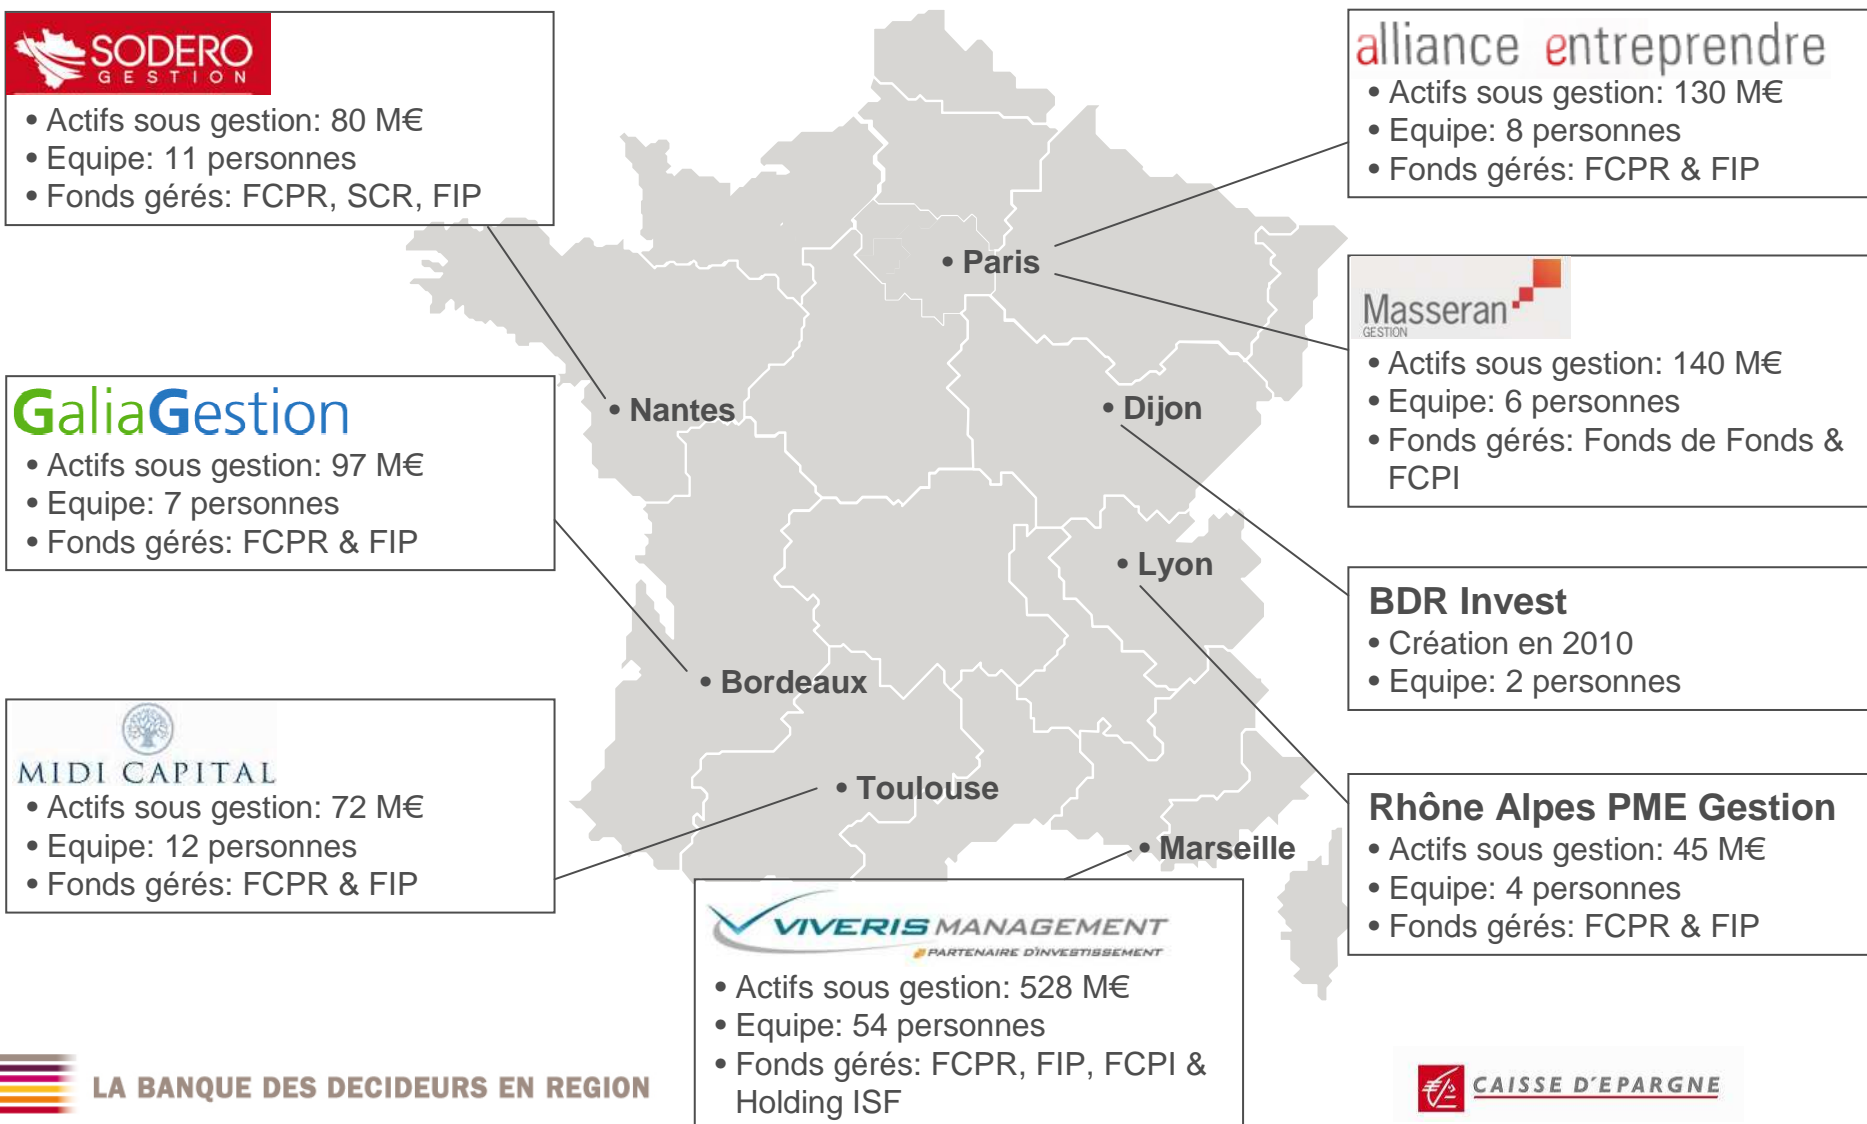 SODERO
GESTION
• Actifs sous gestion: 80 M€
• Equipe: 11 personnes
• Fonds gérés: FCPR, SCR, FIP
alliance entreprendre
• Actifs sous gestion: 130 M€
• Equipe: 8 personnes
• Fonds gérés: FCPR & FIP
• Paris
Masseran
GESTION
• Actifs sous gestion: 140 M€
• Equipe: 6 personnes
• Fonds gérés: Fonds de Fonds &
FCPI
GaliaGestion
• Actifs sous gestion: 97 M€
• Equipe: 7 personnes
• Fonds gérés: FCPR & FIP
• Nantes
• Dijon
• Lyon
BDR Invest
• Création en 2010
• Equipe: 2 personnes
• Bordeaux
MIDI CAPITAL
• Actifs sous gestion: 72 M€
• Equipe: 12 personnes
• Fonds gérés: FCPR & FIP
• Toulouse
• Marseille
Rhône Alpes PME Gestion
• Actifs sous gestion: 45 M€
• Equipe: 4 personnes
• Fonds gérés: FCPR & FIP
VIVERIS MANAGEMENT
PARTENAIRE D'INVESTISSEMENT
• Actifs sous gestion: 528 M€
• Equipe: 54 personnes
• Fonds gérés: FCPR, FIP, FCPI &
Holding ISF
LA BANQUE DES DECIDEURS EN REGION
CAISSE D'EPARGNE